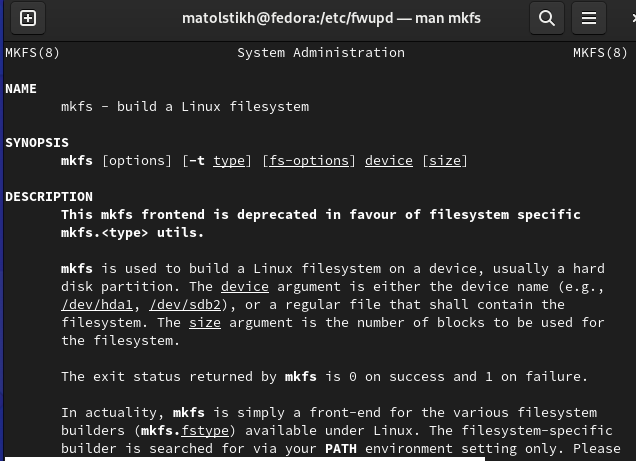 matolstikh@fedora:/etc/fwupd — man mkfs
MKFS(8) System Administration MKFS(8)
NAME
mkfs - build a Linux filesystem
SYNOPSIS
mkfs [options] [-t type] [fs-options] device [size]
DESCRIPTION
This mkfs frontend is deprecated in favour of filesystem specific
mkfs.<type> utils.
mkfs is used to build a Linux filesystem on a device, usually a hard
disk partition. The device argument is either the device name (e.g.,
/dev/hda1, /dev/sdb2), or a regular file that shall contain the
filesystem. The size argument is the number of blocks to be used for
the filesystem.
The exit status returned by mkfs is 0 on success and 1 on failure.
In actuality, mkfs is simply a front-end for the various filesystem
builders (mkfs.fstype) available under Linux. The filesystem-specific
builder is searched for via your PATH environment setting only. Please